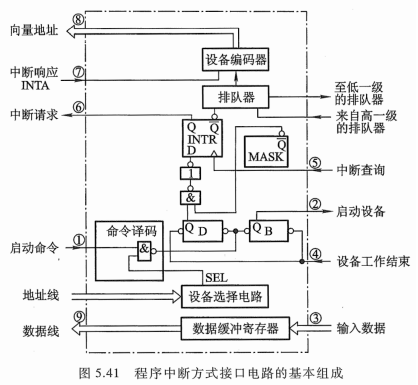 ⑧
向量地址
设备编码器
中断响应
INTA
⑦
排队器
至低一级
的排队器
来自高一级
的排队器
中断请求
⑥
Q Q
INTR
D
Q
MASK
⑤
中断查询
1
&
②
启动设备
Q D
Q B
命令译码
启动命令
①
&
④
设备工作结束
SEL
地址线
设备选择电路
⑨
数据线
数据缓冲寄存器
③
输入数据
图 5.41 程序中断方式接口电路的基本组成